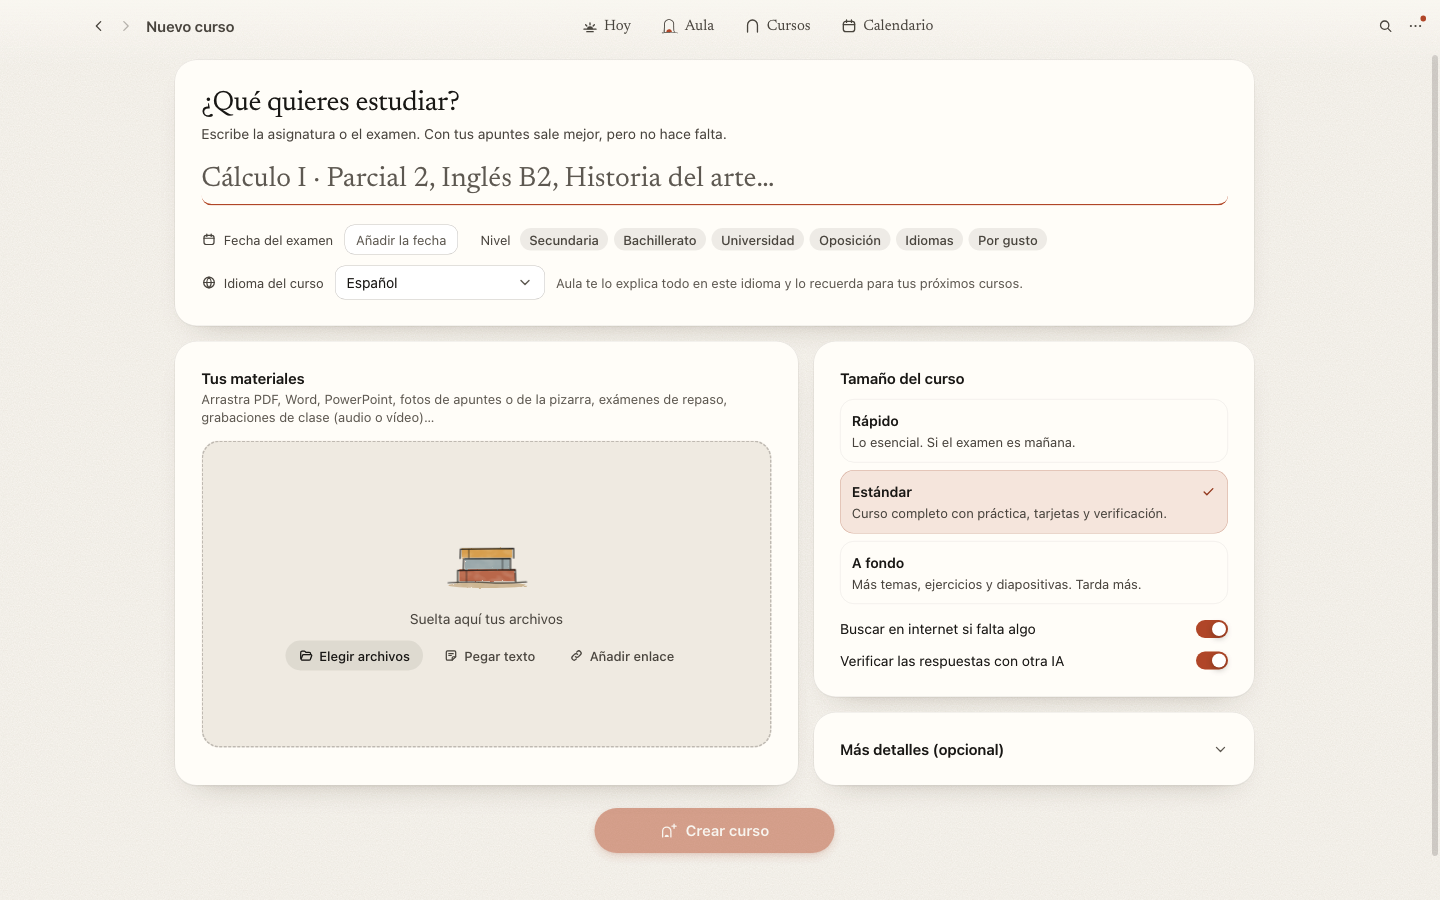 Nuevo curso
Hoy
Aula
Cursos
Calendario
¿Qué quieres estudiar?
Escribe la asignatura o el examen. Con tus apuntes sale mejor, pero no hace falta.
Cálculo I · Parcial 2, Inglés B2, Historia del arte...
Fecha del examen
Añadir la fecha
Nivel
Secundaria
Bachillerato
Universidad
Oposición
Idiomas
Por gusto
Idioma del curso
Español
Aula te lo explica todo en este idioma y lo recuerda para tus próximos cursos.
Tus materiales
Arrastra PDF, Word, PowerPoint, fotos de apuntes o de la pizarra, exámenes de repaso,
grabaciones de clase (audio o vídeo)...
Suelta aquí tus archivos
Elegir archivos
Pegar texto
Añadir enlace
Tamaño del curso
Rápido
Lo esencial. Si el examen es mañana.
Estándar
Curso completo con práctica, tarjetas y verificación.
A fondo
Más temas, ejercicios y diapositivas. Tarda más.
Buscar en internet si falta algo
Verificar las respuestas con otra IA
Más detalles (opcional)
Crear curso